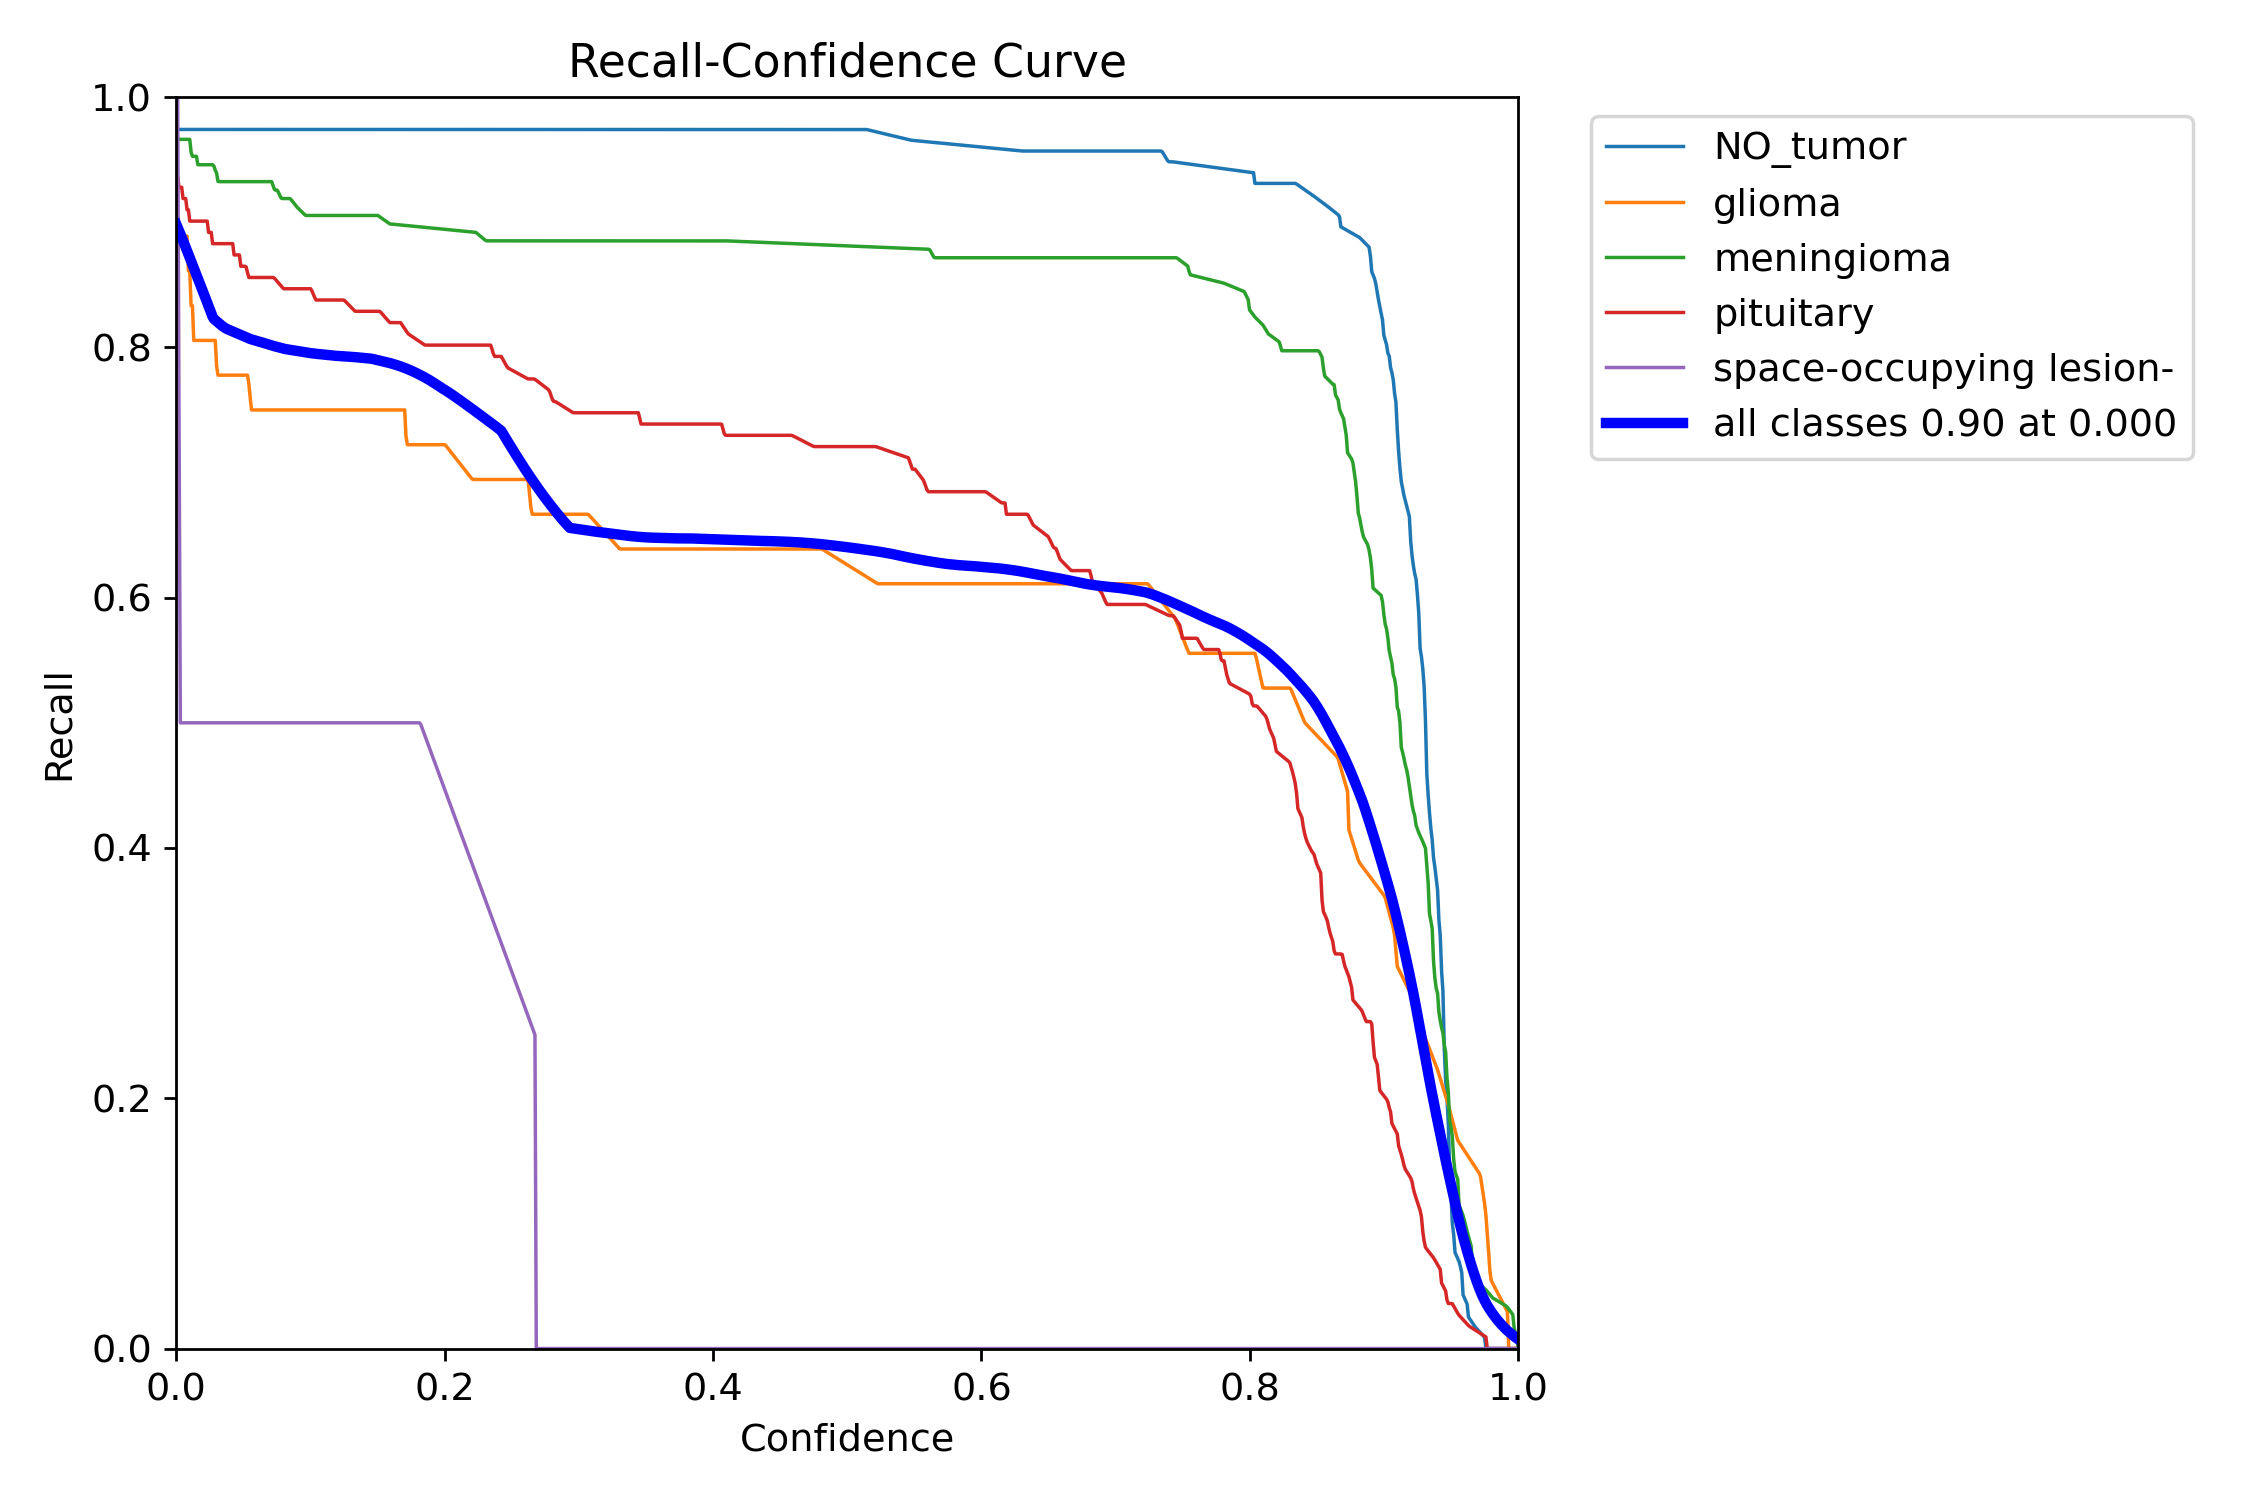 Recall-Confidence Curve
1.0
0.8
0.6
0.4
0.2
0.0
Recall
0.0 0.2 0.4 0.6 0.8 1.0
Confidence
NO_tumor
glioma
meningioma
pituitary
space-occupying lesion-
all classes 0.90 at 0.000